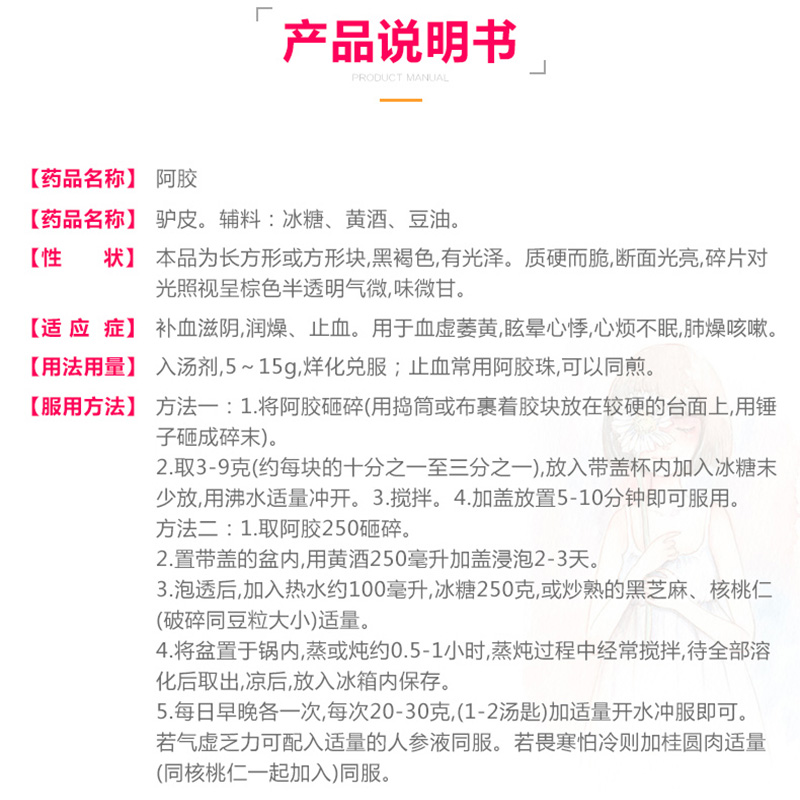 产品说明书
PRODUCT MANUAL
【药品名称】 阿胶
【药品名称】 驴皮。辅料：冰糖、黄酒、豆油。
【性 状】 本品为长方形或方形块,黑褐色,有光泽。质硬而脆,断面光亮,碎片对
光照视呈棕色半透明气微,味微甘。
【适 应 症】 补血滋阴,润燥、止血。用于血虚萎黄,眩晕心悸,心烦不眠,肺燥咳嗽。
【用法用量】 入汤剂,5～15g,烊化兑服；止血常用阿胶珠,可以同煎。
【服用方法】 方法一：1.将阿胶砸碎(用捣筒或布裹着胶块放在较硬的台面上,用锤
子砸成碎末)。
2.取3-9克(约每块的十分之一至三分之一),放入带盖杯内加入冰糖末
少放,用沸水适量冲开。3.搅拌。4.加盖放置5-10分钟即可服用。
方法二：1.取阿胶250砸碎。
2.置带盖的盆内,用黄酒250毫升加盖浸泡2-3天。
3.泡透后,加入热水约100毫升,冰糖250克,或炒熟的黑芝麻、核桃仁
(破碎同豆粒大小)适量。
4.将盆置于锅内,蒸或炖约0.5-1小时,蒸炖过程中经常搅拌,待全部溶
化后取出,凉后,放入冰箱内保存。
5.每日早晚各一次,每次20-30克,(1-2汤匙)加适量开水冲服即可。
若气虚乏力可配入适量的人参液同服。若畏寒怕冷则加桂圆肉适量
(同核桃仁一起加入)同服。